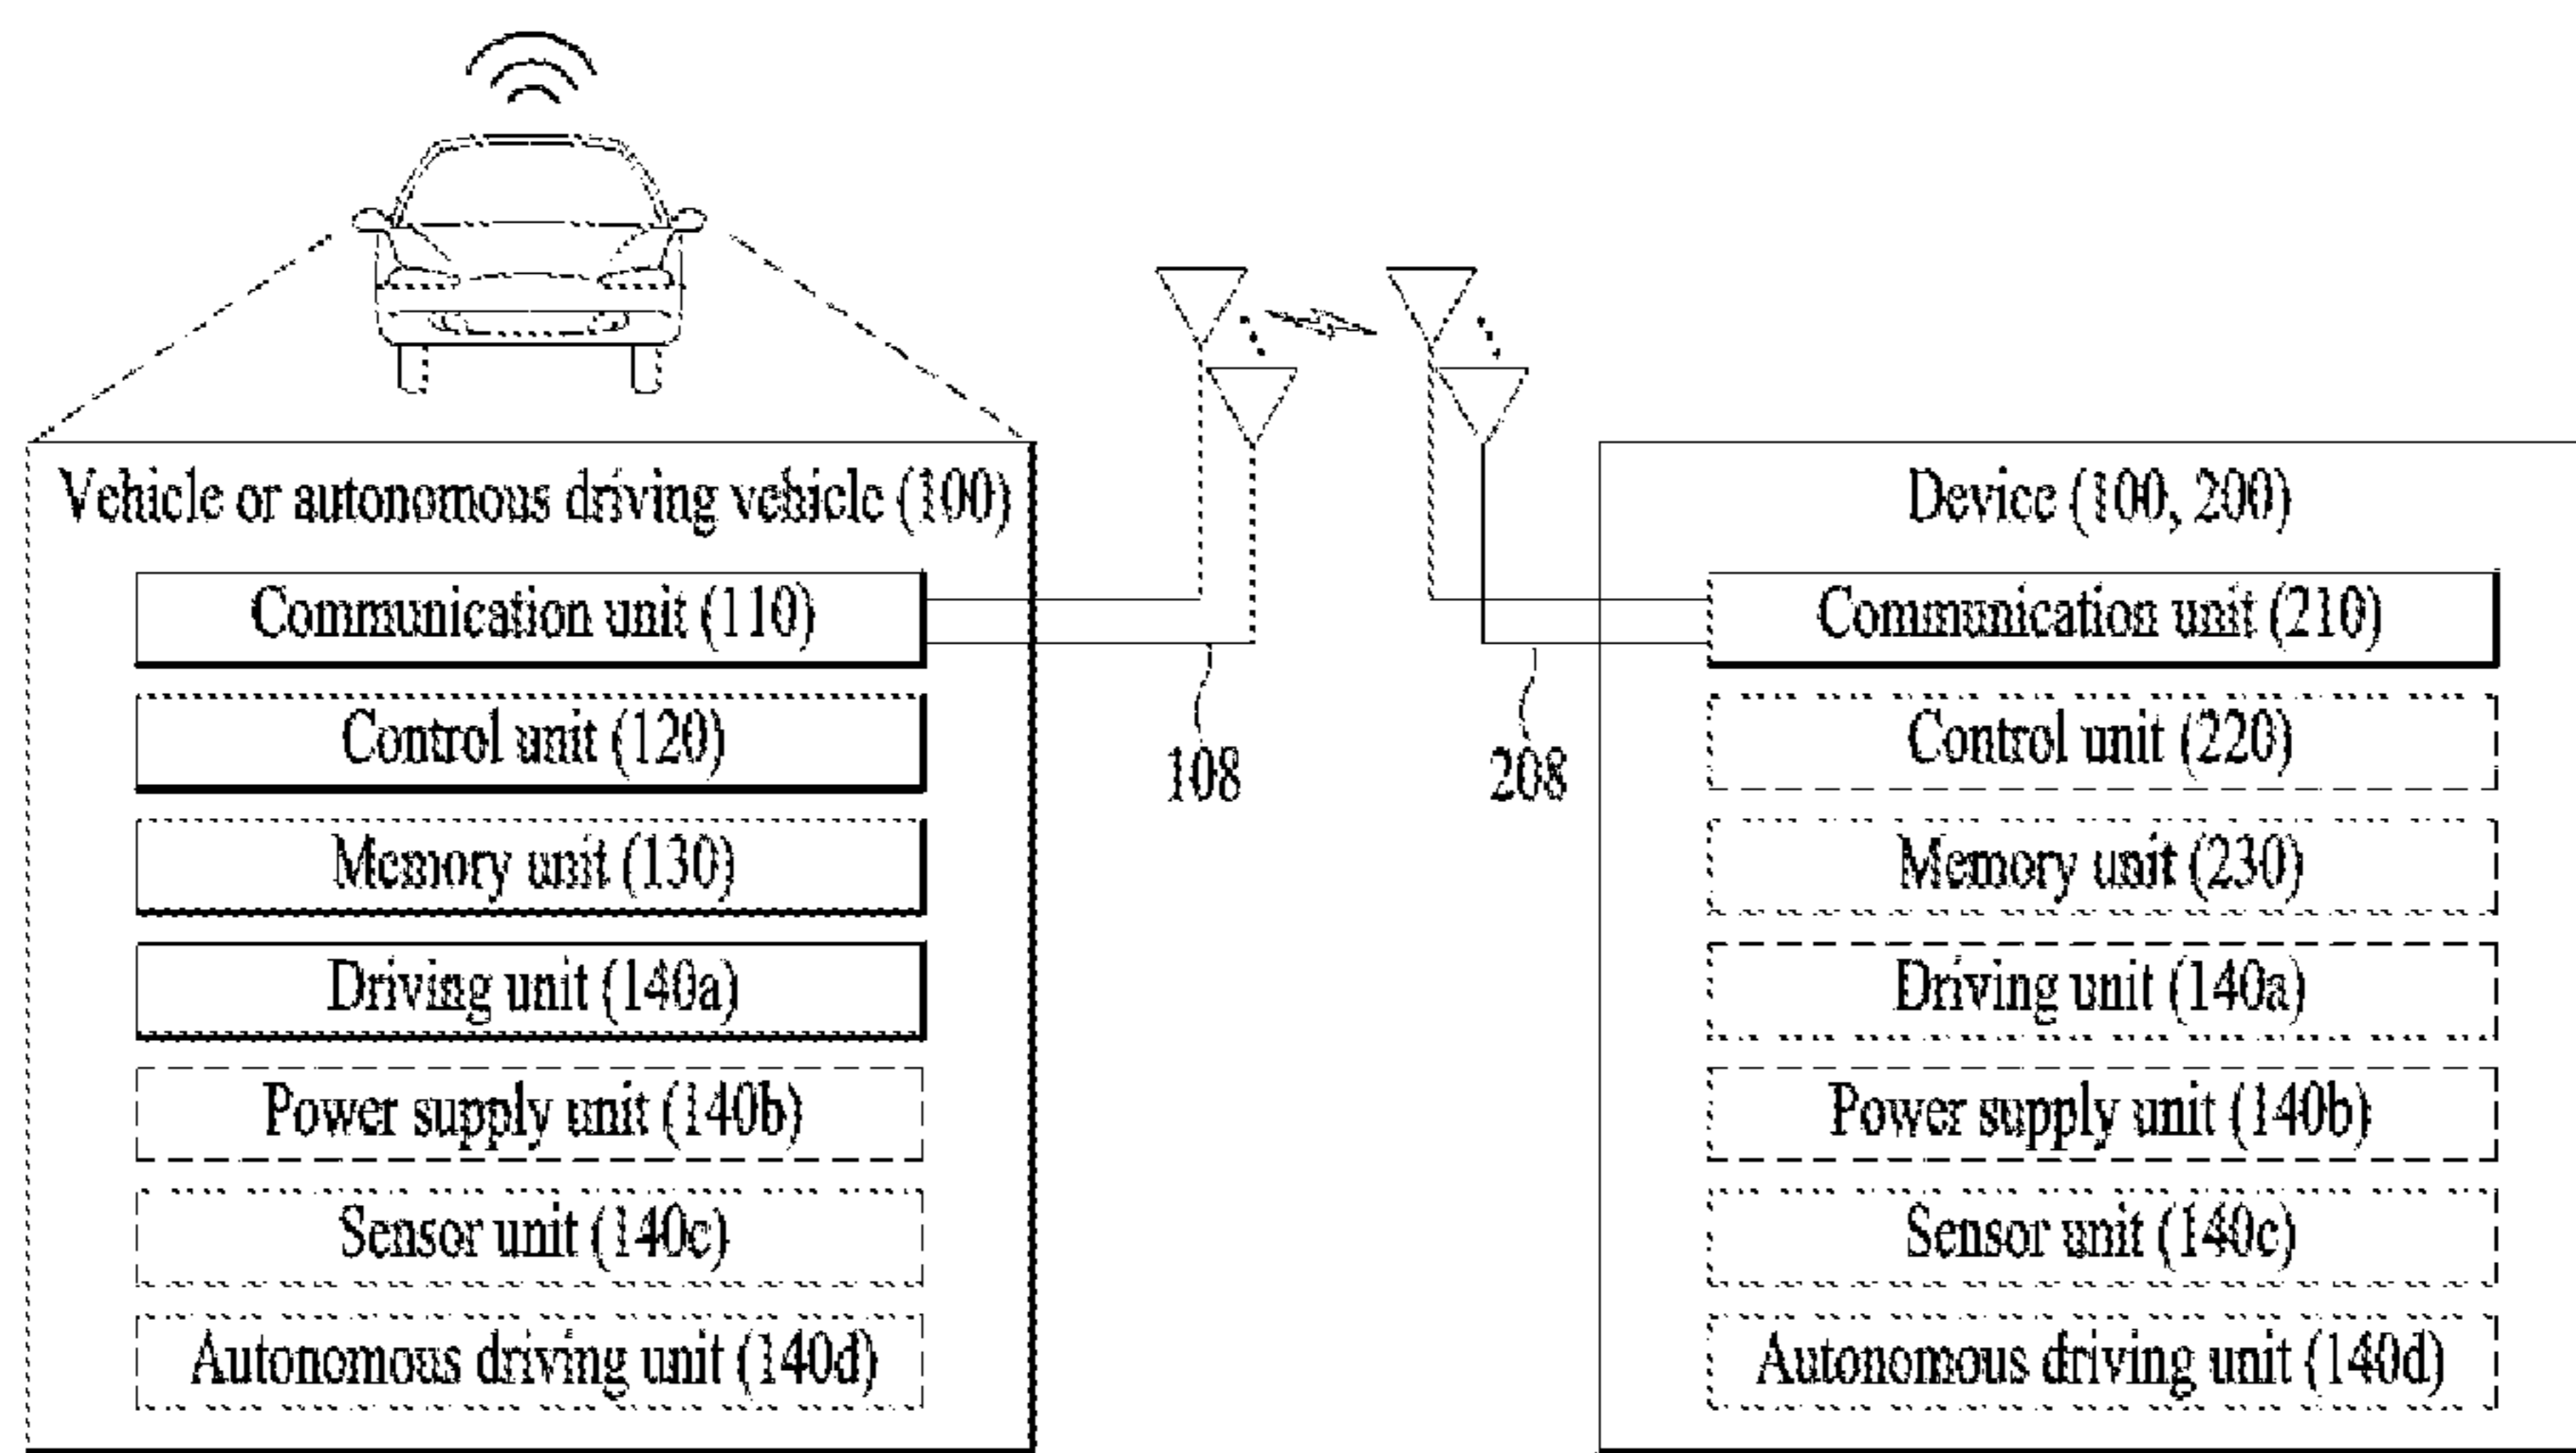 Vehicle or autonomous driving vehicle (100)
Communication unit (110)
Control unit (120)
Memory unit (130)
Driving unit (140a)
Power supply unit (140b)
Sensor unit (140c)
Autonomous driving unit (140d)
108
208
Device (100, 200)
Communication unit (210)
Control unit (220)
Memory unit (230)
Driving unit (140a)
Power supply unit (140b)
Sensor unit (140c)
Autonomous driving unit (140d)